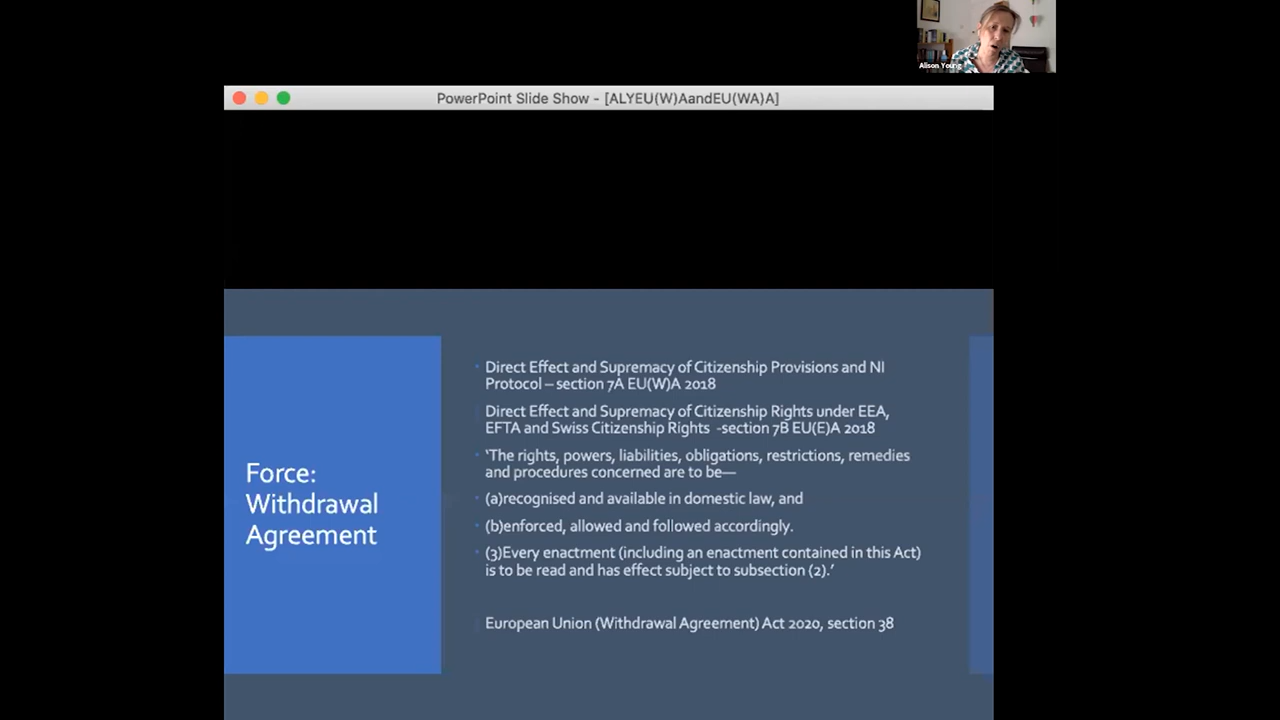 Alison Young
PowerPoint Slide Show - [ALYEU(W)AandEU(WA)A]
Force:
Withdrawal
Agreement
Direct Effect and Supremacy of Citizenship Provisions and NI
Protocol – section 7A EU(W)A 2018
Direct Effect and Supremacy of Citizenship Rights under EEA,
EFTA and Swiss Citizenship Rights -section 7B EU(E)A 2018
‘The rights, powers, liabilities, obligations, restrictions, remedies
and procedures concerned are to be—
(a)recognised and available in domestic law, and
(b)enforced, allowed and followed accordingly.
(3)Every enactment (including an enactment contained in this Act)
is to be read and has effect subject to subsection (2).’
European Union (Withdrawal Agreement) Act 2020, section 38